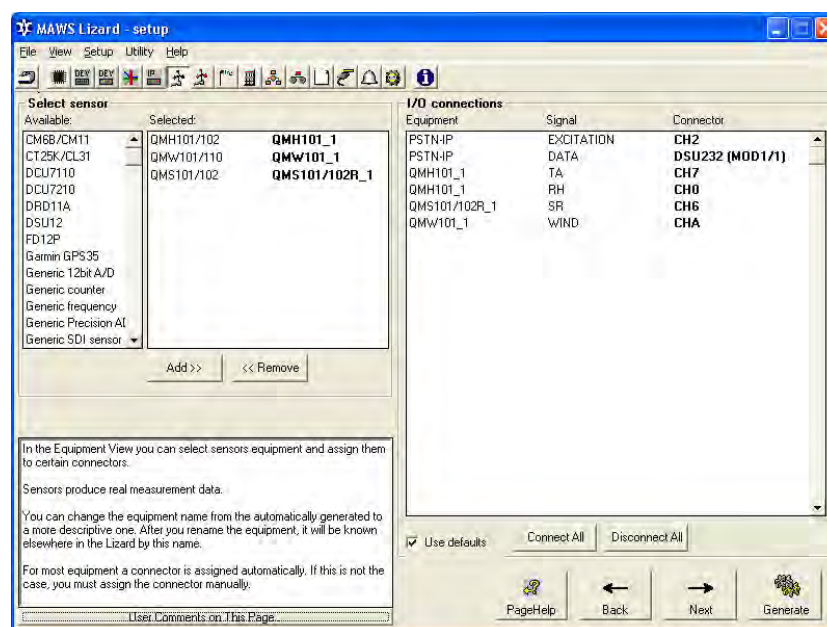 MAWS Lizard - setup
File View Setup Utility Help
DEV DEV IP
Select sensor
Available: Selected:
CM6B/CM11
CT25K/CL31
DCU7110
DCU7210
DRD11A
DSU12
FD12P
Garmin GPS35
Generic 12bit A/D
Generic counter
Generic frequency
Generic Precision AI
Generic SDI sensor
QMH101/102 QMH101_1
QMW101/110 QMW101_1
QMS101/102 QMS101/102R_1
Add >> << Remove
In the Equipment View you can select sensors equipment and assign them
to certain connectors.
Sensors produce real measurement data.
You can change the equipment name from the automatically generated to
a more descriptive one. After you rename the equipment, it will be known
elsewhere in the Lizard by this name.
For most equipment a connector is assigned automatically. If this is not the
case, you must assign the connector manually.
User Comments on This Page...
I/O connections
Equipment Signal Connector
PSTN-IP EXCITATION CH2
PSTN-IP DATA DSU232 (MOD1/1)
QMH101_1 TA CH7
QMH101_1 RH CH0
QMS101/102R_1 SR CH6
QMW101_1 WIND CHA
Use defaults Connect All Disconnect All
PageHelp Back Next Generate